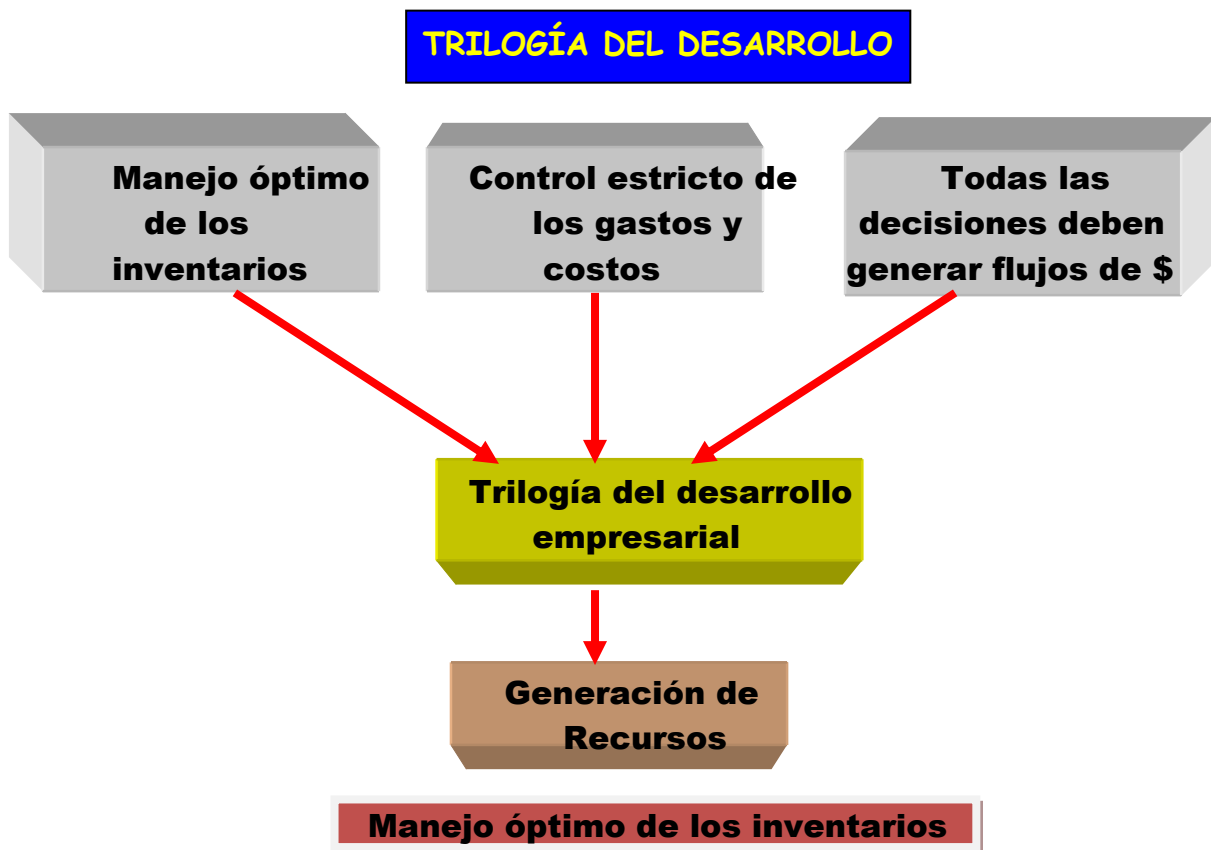 TRILOGÍA DEL DESARROLLO
Manejo óptimo
de los
inventarios
Control estricto de
los gastos y
costos
Todas las
decisiones deben
generar flujos de $
Trilogía del desarrollo
empresarial
Generación de
Recursos
Manejo óptimo de los inventarios